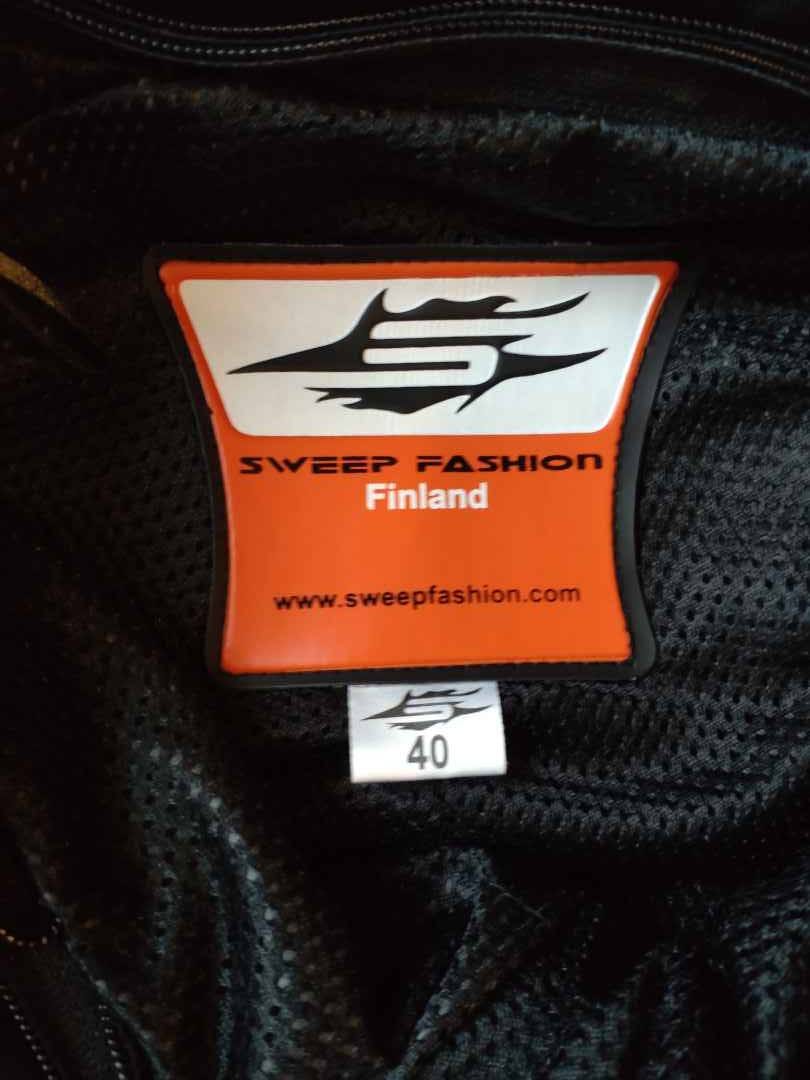 S
SWEEP FASHION
Finland
www.sweepfashion.com
S
40